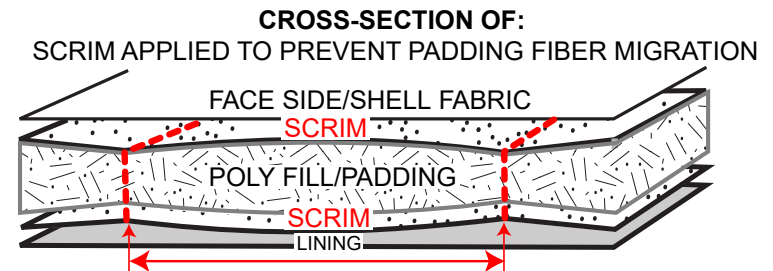 CROSS-SECTION OF:
SCRIM APPLIED TO PREVENT PADDING FIBER MIGRATION
FACE SIDE/SHELL FABRIC
SCRIM
POLY FILL/PADDING
SCRIM
LINING